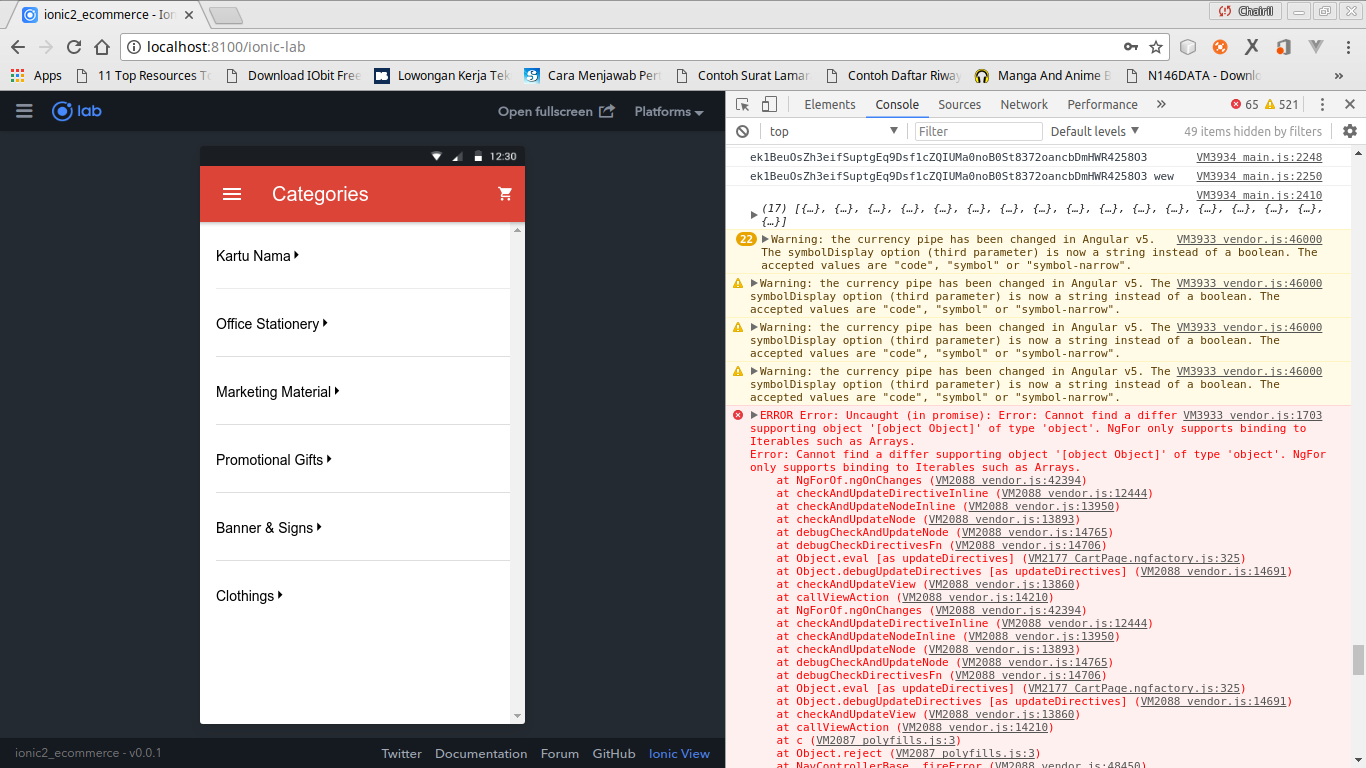 ionic2_ecommerce - Ion
Chairil
localhost:8100/ionic-lab
Apps
11 Top Resources To
Download IObit Free
Lowongan Kerja Tek
Cara Menjawab Pert
Contoh Surat Lamar
Contoh Daftar Riway
Manga And Anime B
N146DATA - Downlo
»
lab
Open fullscreen
Platforms
12:30
Categories
Kartu Nama
Office Stationery
Marketing Material
Promotional Gifts
Banner & Signs
Clothings
ionic2_ecommerce - v0.0.1
Twitter
Documentation
Forum
GitHub
Ionic View
Elements
Console
Sources
Network
Performance
»
65
521
top
Filter
Default levels
49 items hidden by filters
ek1BeuOsZh3eifSuptgEq9Dsf1cZQIUMa0noB0St8372oancbDmHWR4258O3 VM3934 main.js:2248
ek1BeuOsZh3eifSuptgEq9Dsf1cZQIUMa0noB0St8372oancbDmHWR4258O3 wew VM3934 main.js:2250
VM3934 main.js:2410
(17) [{…}, {…}, {…}, {…}, {…}, {…}, {…}, {…}, {…}, {…}, {…}, {…}, {…}, {…}, {…}, {…},
{…}]
22 Warning: the currency pipe has been changed in Angular v5. VM3933 vendor.js:46000
The symbolDisplay option (third parameter) is now a string instead of a boolean. The
accepted values are "code", "symbol" or "symbol-narrow".
Warning: the currency pipe has been changed in Angular v5. The VM3933 vendor.js:46000
symbolDisplay option (third parameter) is now a string instead of a boolean. The
accepted values are "code", "symbol" or "symbol-narrow".
Warning: the currency pipe has been changed in Angular v5. The VM3933 vendor.js:46000
symbolDisplay option (third parameter) is now a string instead of a boolean. The
accepted values are "code", "symbol" or "symbol-narrow".
Warning: the currency pipe has been changed in Angular v5. The VM3933 vendor.js:46000
symbolDisplay option (third parameter) is now a string instead of a boolean. The
accepted values are "code", "symbol" or "symbol-narrow".
ERROR Error: Uncaught (in promise): Error: Cannot find a differ VM3933 vendor.js:1703
supporting object '[object Object]' of type 'object'. NgFor only supports binding to
Iterables such as Arrays.
Error: Cannot find a differ supporting object '[object Object]' of type 'object'. NgFor
only supports binding to Iterables such as Arrays.
at NgForOf.ngOnChanges (VM2088 vendor.js:42394)
at checkAndUpdateDirectiveInline (VM2088 vendor.js:12444)
at checkAndUpdateNodeInline (VM2088 vendor.js:13950)
at checkAndUpdateNode (VM2088 vendor.js:13893)
at debugCheckAndUpdateNode (VM2088 vendor.js:14765)
at debugCheckDirectivesFn (VM2088 vendor.js:14706)
at Object.eval [as updateDirectives] (VM2177 CartPage.ngfactory.js:325)
at Object.debugUpdateDirectives [as updateDirectives] (VM2088 vendor.js:14691)
at checkAndUpdateView (VM2088 vendor.js:13860)
at callViewAction (VM2088 vendor.js:14210)
at NgForOf.ngOnChanges (VM2088 vendor.js:42394)
at checkAndUpdateDirectiveInline (VM2088 vendor.js:12444)
at checkAndUpdateNodeInline (VM2088 vendor.js:13950)
at checkAndUpdateNode (VM2088 vendor.js:13893)
at debugCheckAndUpdateNode (VM2088 vendor.js:14765)
at debugCheckDirectivesFn (VM2088 vendor.js:14706)
at Object.eval [as updateDirectives] (VM2177 CartPage.ngfactory.js:325)
at Object.debugUpdateDirectives [as updateDirectives] (VM2088 vendor.js:14691)
at checkAndUpdateView (VM2088 vendor.js:13860)
at callViewAction (VM2088 vendor.js:14210)
at c (VM2087 polyfills.js:3)
at Object.reject (VM2087 polyfills.js:3)
at NavControllerBase._fireError (VM2088 vendor.js:48450)